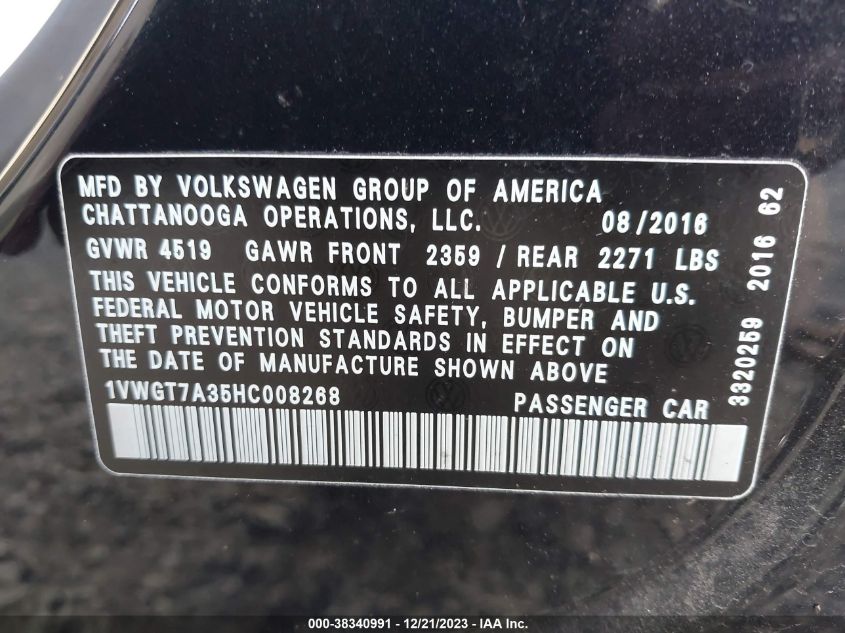 MFD BY VOLKSWAGEN GROUP OF AMERICA
CHATTANOOGA OPERATIONS, LLC. 08/2016
GVWR 4519 GAWR FRONT 2359 / REAR 2271 LBS
THIS VEHICLE CONFORMS TO ALL APPLICABLE U.S.
FEDERAL MOTOR VEHICLE SAFETY, BUMPER AND
THEFT PREVENTION STANDARDS IN EFFECT ON
THE DATE OF MANUFACTURE SHOWN ABOVE
1VWGT7A35HC008268 PASSENGER CAR
3320259 2016 62
000-38340991 - 12/21/2023 - IAA Inc.